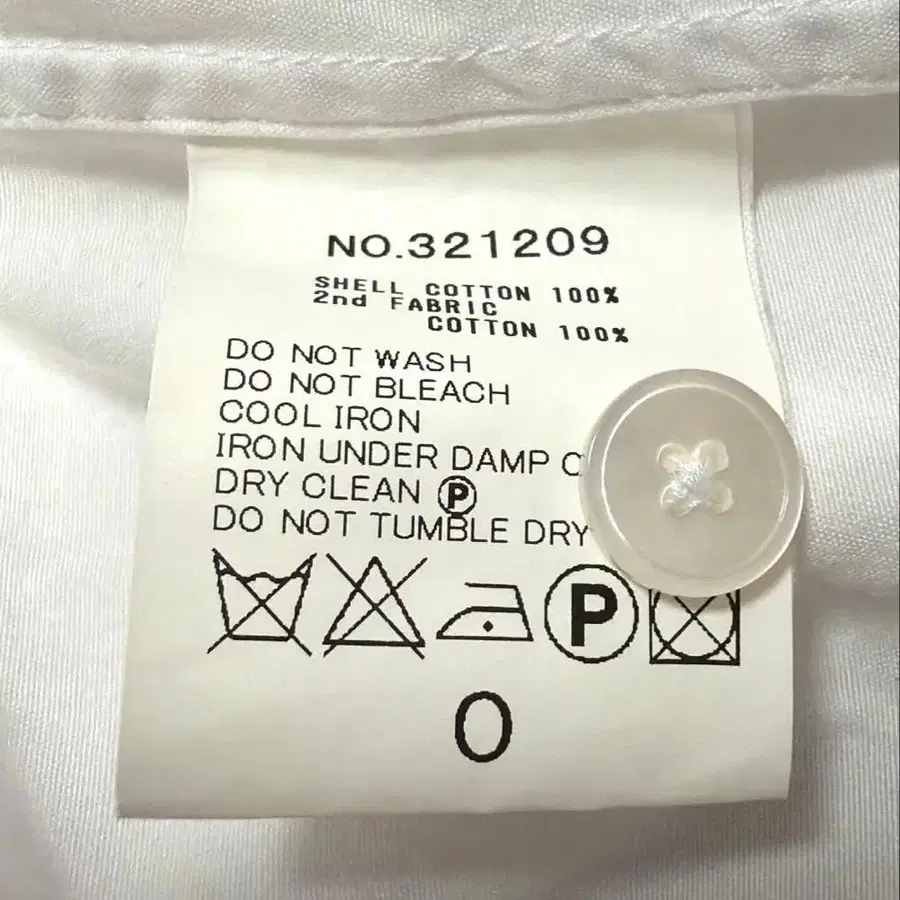 NO.321209
SHELL COTTON 100%
2nd FABRIC
COTTON 100%
DO NOT WASH
DO NOT BLEACH
COOL IRON
IRON UNDER DAMP
DRY CLEAN Ⓟ
DO NOT TUMBLE DRY
P
0